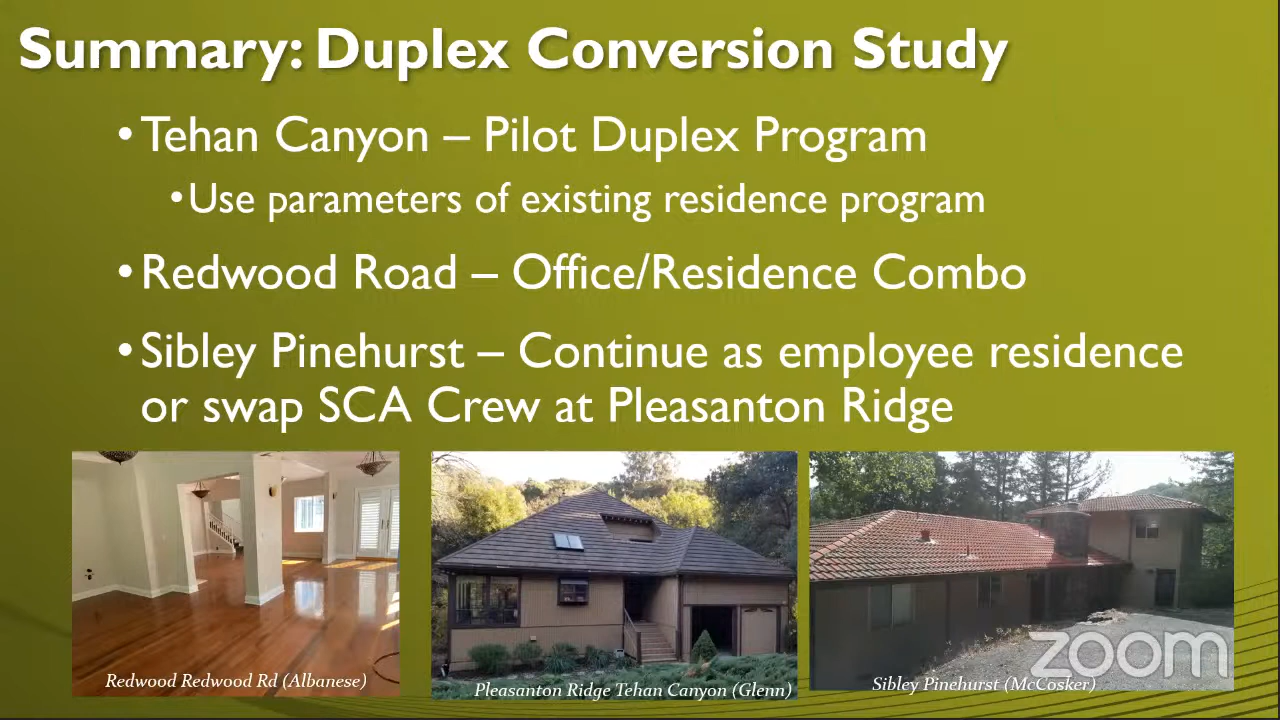 Summary: Duplex Conversion Study
• Tehan Canyon – Pilot Duplex Program
• Use parameters of existing residence program
• Redwood Road – Office/Residence Combo
• Sibley Pinehurst – Continue as employee residence
or swap SCA Crew at Pleasanton Ridge
Redwood Redwood Rd (Albanese)
Pleasanton Ridge Tehan Canyon (Glenn)
Sibley Pinehurst (McCosker)
zoom